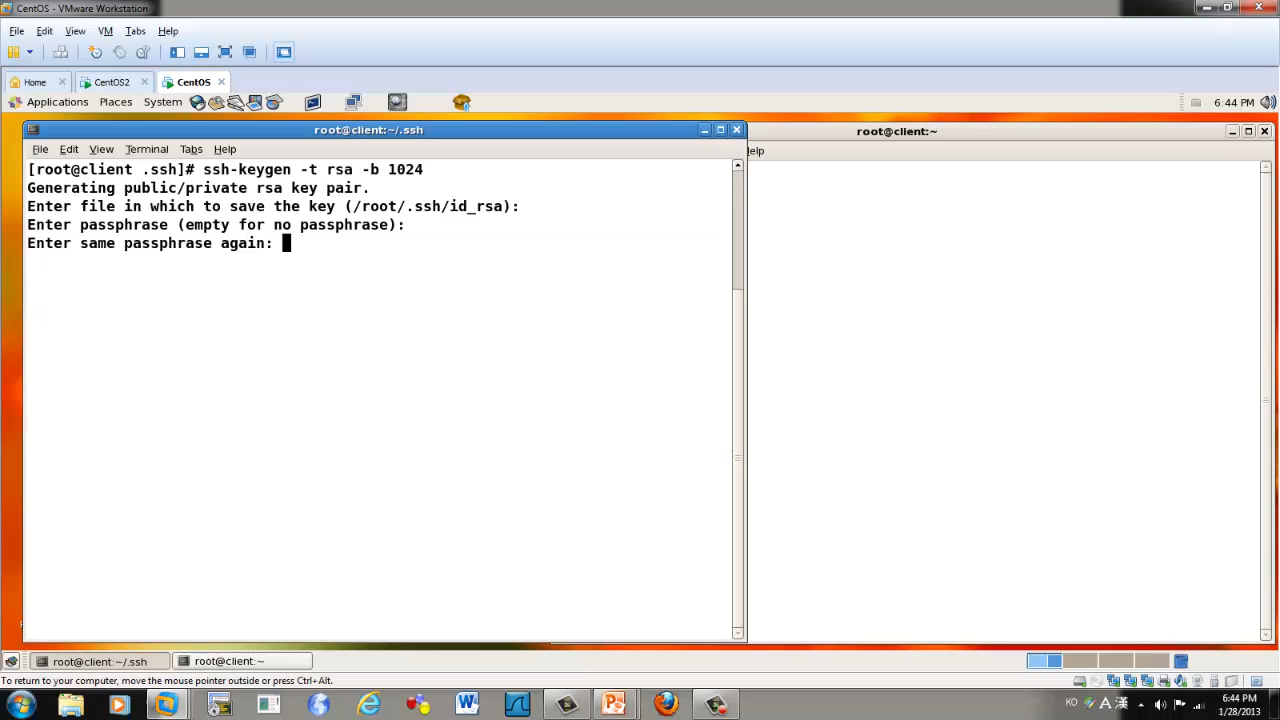 CentOS - VMware Workstation
File Edit View VM Tabs Help
Home CentOS2 CentOS
Applications Places System 6:44 PM
root@client:~/.ssh
root@client:~
File Edit View Terminal Tabs Help
elp
[root@client .ssh]# ssh-keygen -t rsa -b 1024
Generating public/private rsa key pair.
Enter file in which to save the key (/root/.ssh/id_rsa):
Enter passphrase (empty for no passphrase):
Enter same passphrase again:
root@client:~/.ssh root@client:~
To return to your computer, move the mouse pointer outside or press Ctrl+Alt.
KO A 漢 6:44 PM
1/28/2013